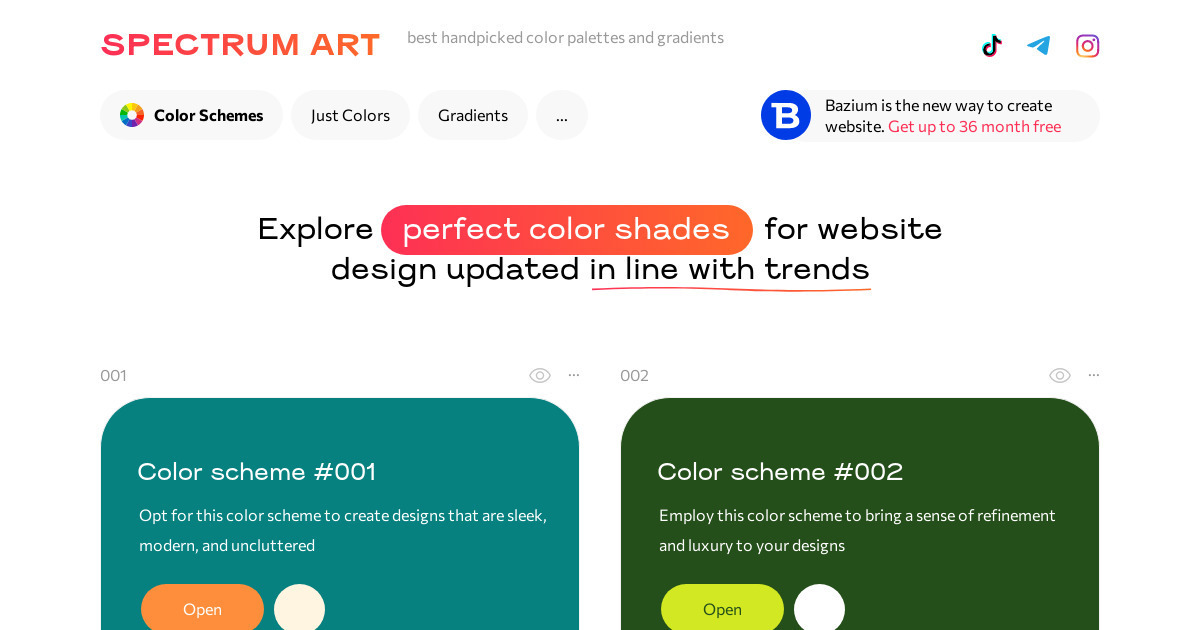 SPECTRUM ART
best handpicked color palettes and gradients
Color Schemes
Just Colors
Gradients
...
B
Bazium is the new way to create
website. Get up to 36 month free
Explore perfect color shades for website
design updated in line with trends
001
...
002
...
Color scheme #001
Opt for this color scheme to create designs that are sleek,
modern, and uncluttered
Open
Color scheme #002
Employ this color scheme to bring a sense of refinement
and luxury to your designs
Open